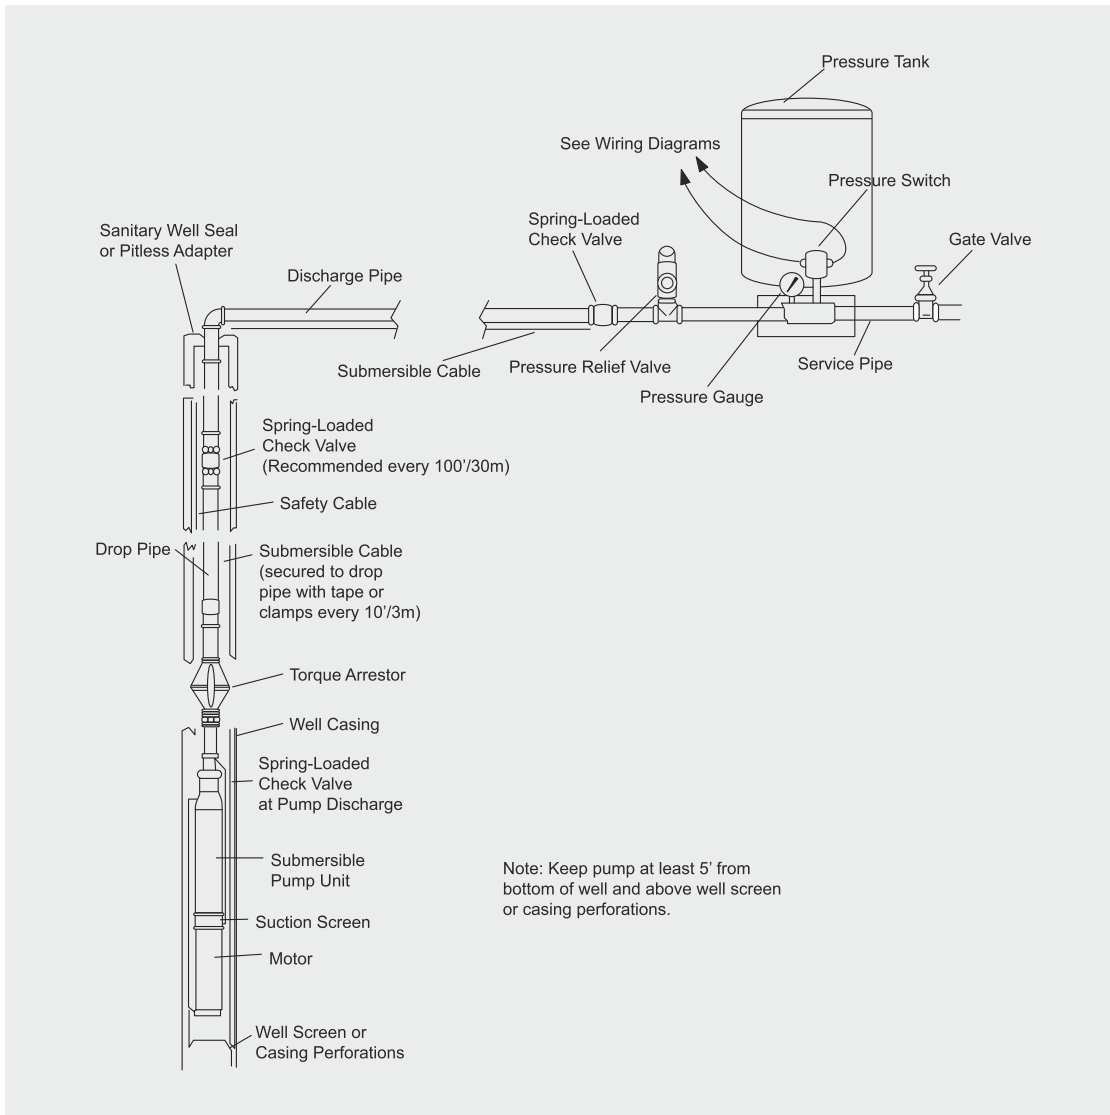 Pressure Tank
See Wiring Diagrams
Pressure Switch
Spring-Loaded
Check Valve
Gate Valve
Sanitary Well Seal
or Pitless Adapter
Discharge Pipe
Submersible Cable
Pressure Relief Valve
Service Pipe
Pressure Gauge
Spring-Loaded
Check Valve
(Recommended every 100’/30m)
Safety Cable
Drop Pipe
Submersible Cable
(secured to drop
pipe with tape or
clamps every 10’/3m)
Torque Arrestor
Well Casing
Spring-Loaded
Check Valve
at Pump Discharge
Submersible
Pump Unit
Suction Screen
Motor
Well Screen or
Casing Perforations
Note: Keep pump at least 5’ from
bottom of well and above well screen
or casing perforations.